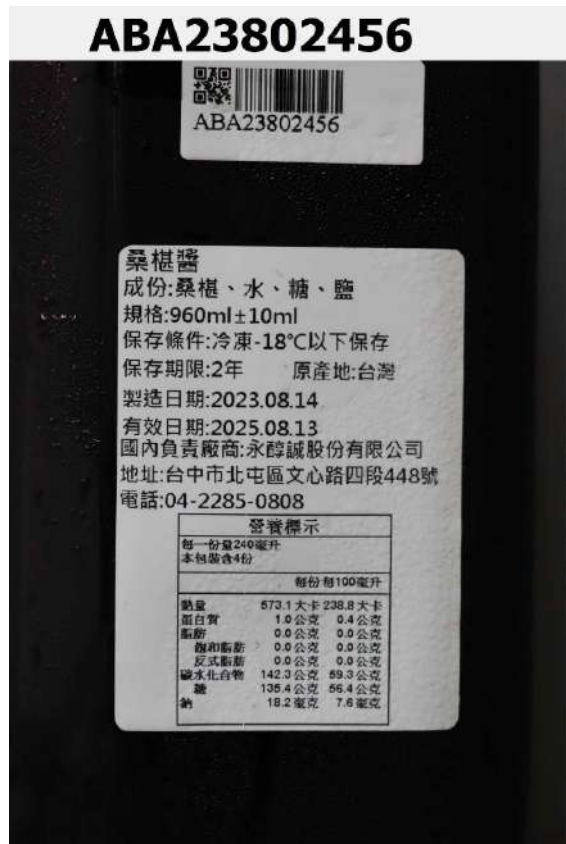 ABA23802456
ABA23802456
桑椹醬
成份:桑椹、水、糖、鹽
規格:960ml±10ml
保存條件:冷凍-18℃以下保存
保存期限:2年 原產地:台灣
製造日期:2023.08.14
有效日期:2025.08.13
國內負責廠商:永醇誠股份有限公司
地址:台中市北屯區文心路四段448號
電話:04-2285-0808
營養標示
每一份量240毫升
本包裝含4份
每份 每100毫升
熱量 573.1大卡 238.8大卡
蛋白質 1.0公克 0.4公克
脂肪 0.0公克 0.0公克
飽和脂肪 0.0公克 0.0公克
反式脂肪 0.0公克 0.0公克
碳水化合物 142.3公克 59.3公克
糖 135.4公克 56.4公克
鈉 18.2毫克 7.6毫克